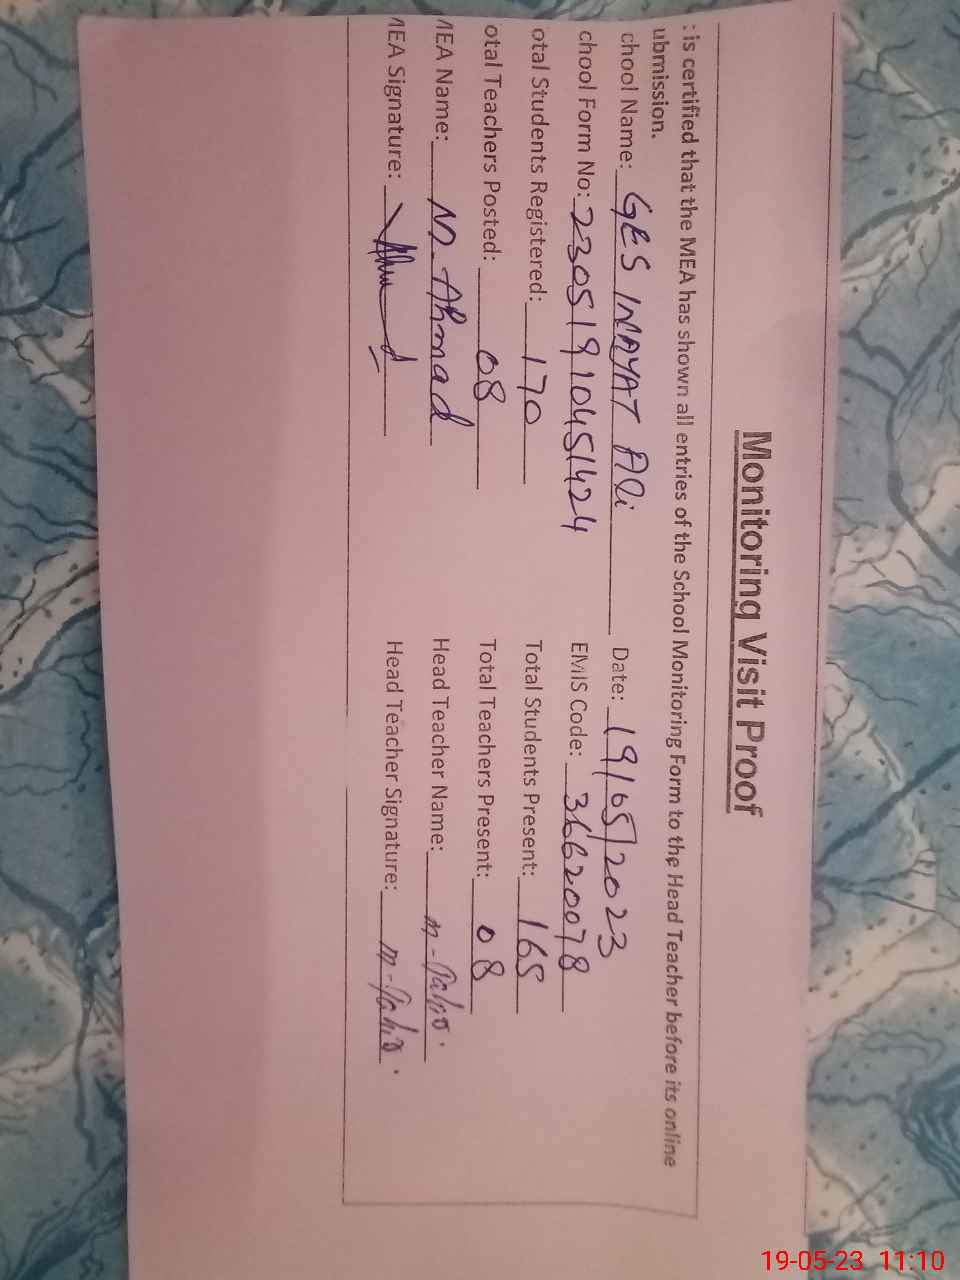 Monitoring Visit Proof
: is certified that the MEA has shown all entries of the School Monitoring Form to the Head Teacher before its online
ubmission.
chool Name: GES INAYAT Ali Date: 19/05/2023
chool Form No: 23051910451424 EMIS Code: 36620078
otal Students Registered: 170 Total Students Present: 165
otal Teachers Posted: 08 Total Teachers Present: 08
MEA Name: M. Ahmad Head Teacher Name: m-
MEA Signature: Head Teacher Signature: m-
19-05-23 11:10